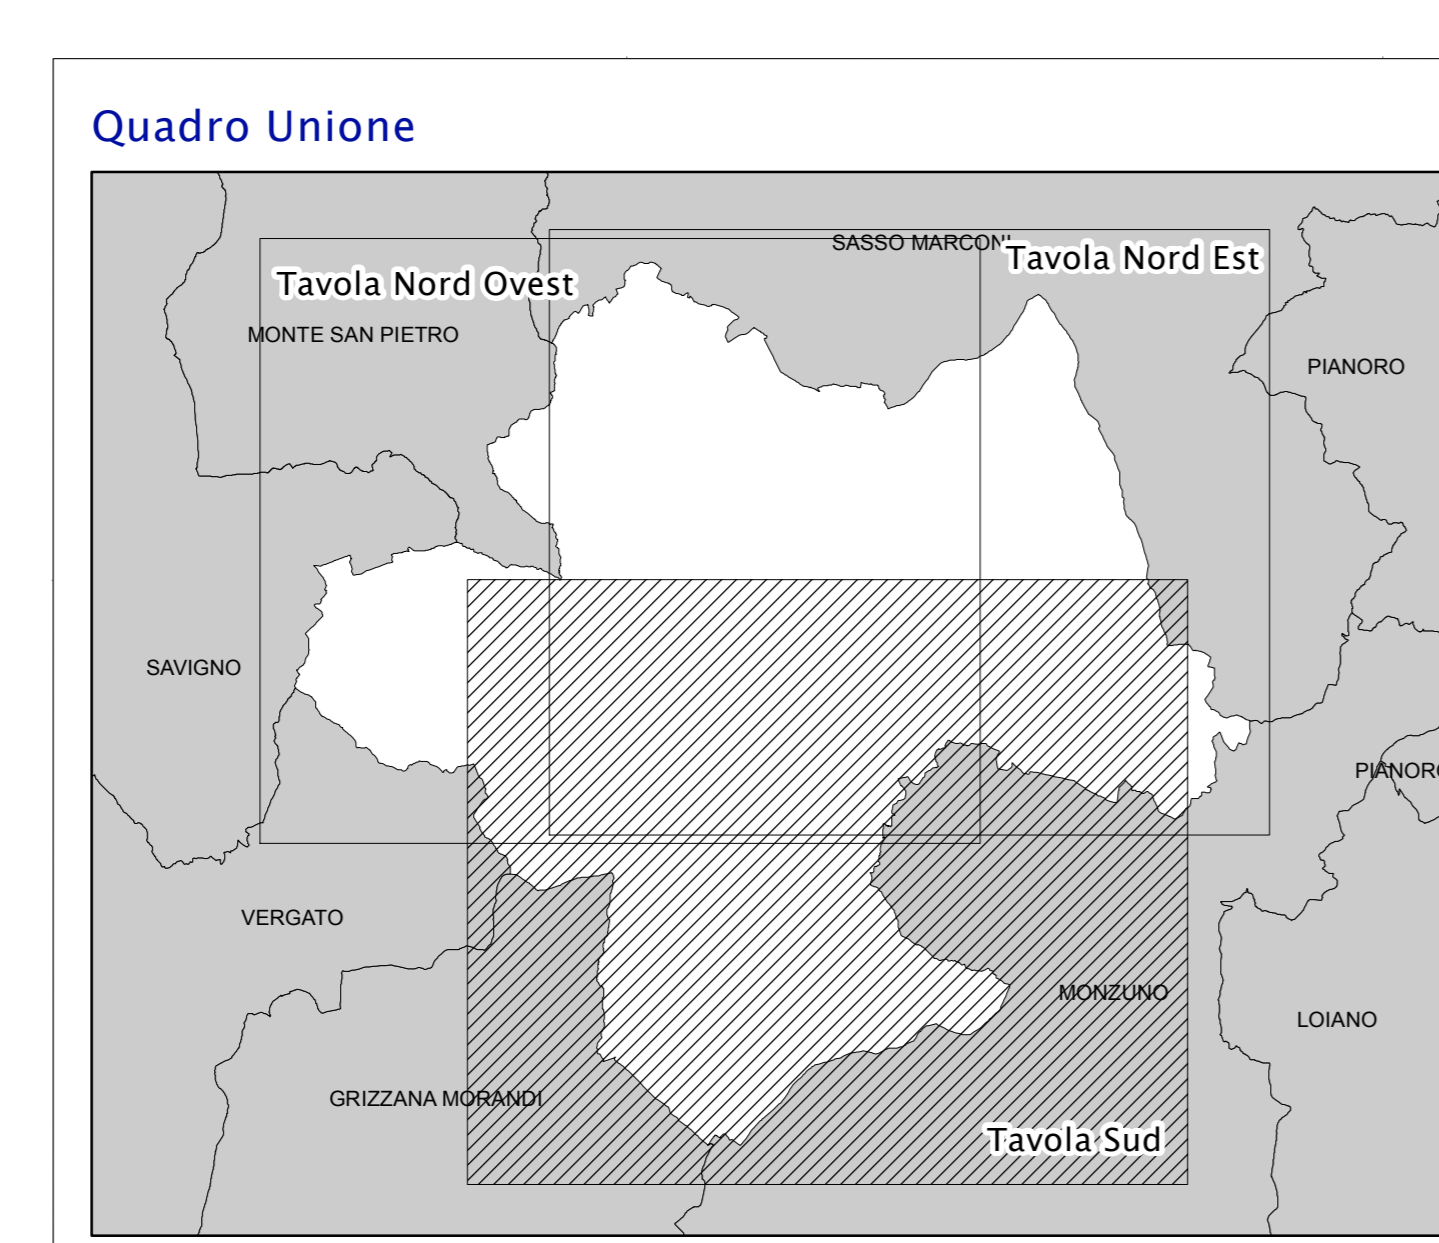 Quadro Unione
SASSO MARCONI
Tavola Nord Est
Tavola Nord Ovest
MONTE SAN PIETRO
PIANORO
SAVIGNO
PIANORO
VERGATO
MONZUNO
LOIANO
GRIZZANA MORANDI
Tavola Sud